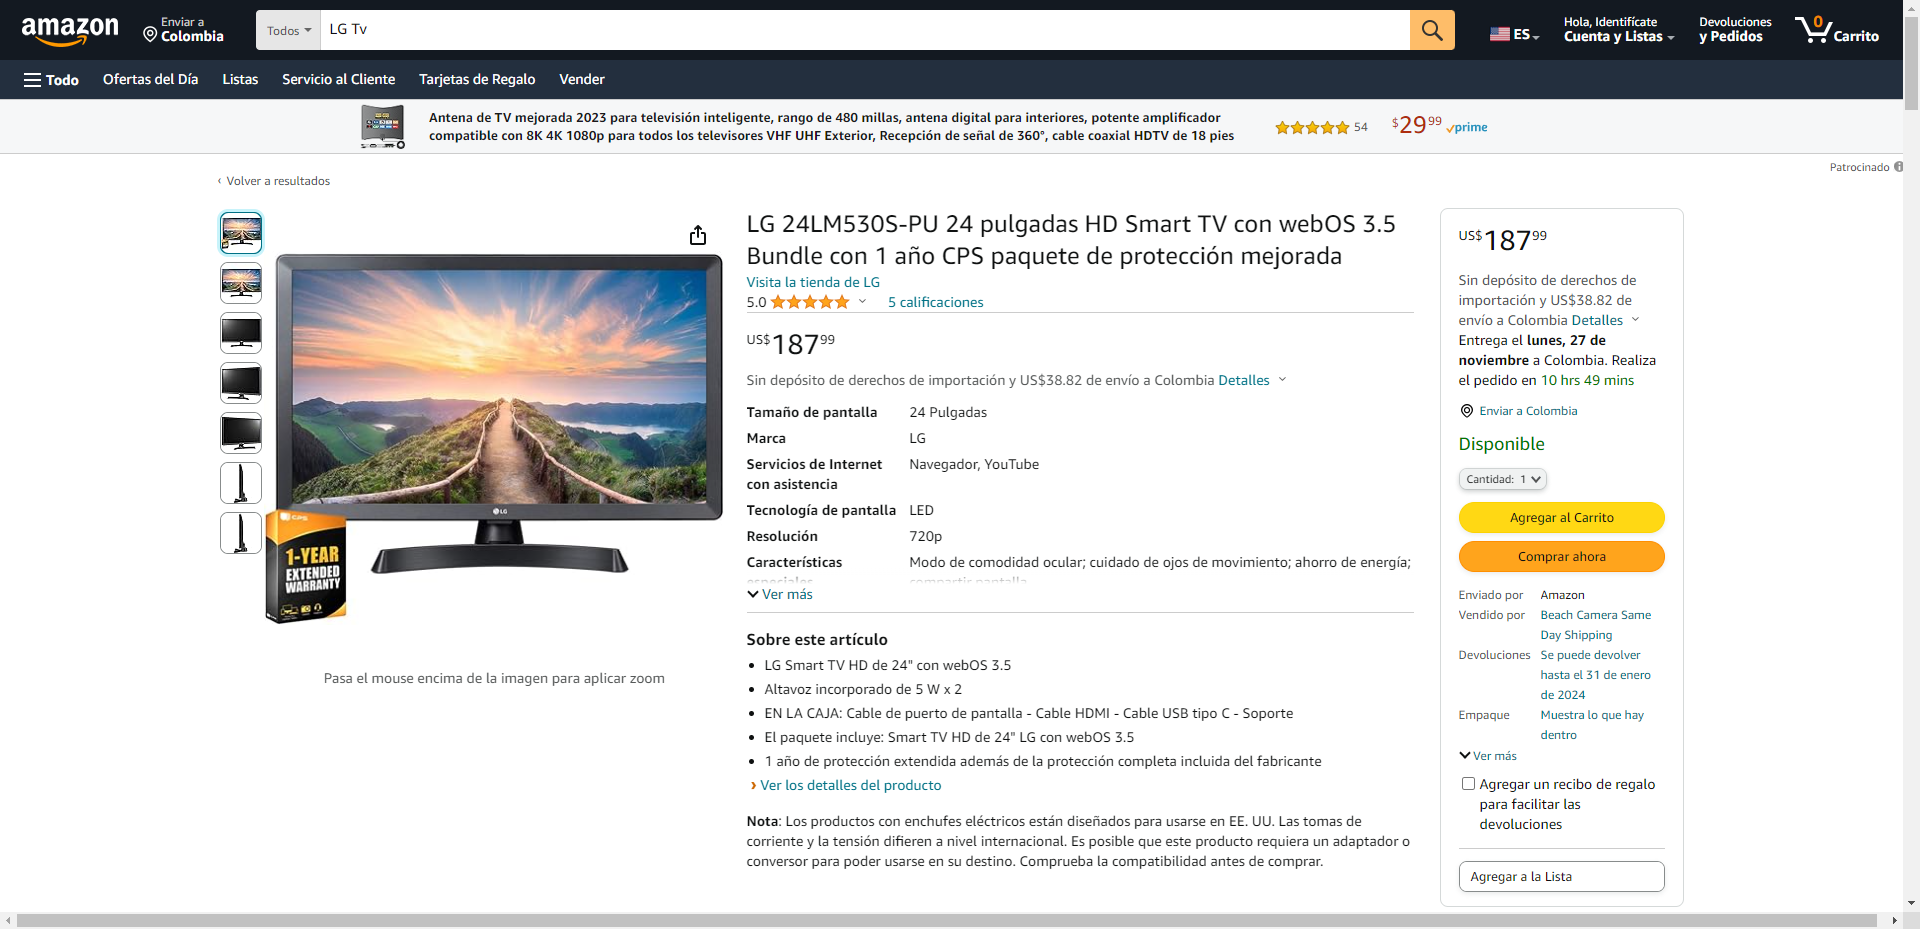 amazon
Enviar a
Colombia
Todos
LG Tv
ES
Hola, Identifícate
Cuenta y Listas
Devoluciones
y Pedidos
0
Carrito
Todo
Ofertas del Día
Listas
Servicio al Cliente
Tarjetas de Regalo
Vender
Antena de TV mejorada 2023 para televisión inteligente, rango de 480 millas, antena digital para interiores, potente amplificador
compatible con 8K 4K 1080p para todos los televisores VHF UHF Exterior, Recepción de señal de 360°, cable coaxial HDTV de 18 pies
54
$29 99
prime
Patrocinado
‹ Volver a resultados
LG
CPS
1-YEAR
EXTENDED
WARRANTY
Pasa el mouse encima de la imagen para aplicar zoom
LG 24LM530S-PU 24 pulgadas HD Smart TV con webOS 3.5
Bundle con 1 año CPS paquete de protección mejorada
Visita la tienda de LG
5.0
5 calificaciones
US$187 99
Sin depósito de derechos de importación y US$38.82 de envío a Colombia Detalles
Tamaño de pantalla 24 Pulgadas
Marca LG
Servicios de Internet Navegador, YouTube
con asistencia
Tecnología de pantalla LED
Resolución 720p
Características Modo de comodidad ocular; cuidado de ojos de movimiento; ahorro de energía;
especiales compartir pantalla
Ver más
Sobre este artículo
• LG Smart TV HD de 24" con webOS 3.5
• Altavoz incorporado de 5 W x 2
• EN LA CAJA: Cable de puerto de pantalla - Cable HDMI - Cable USB tipo C - Soporte
• El paquete incluye: Smart TV HD de 24" LG con webOS 3.5
• 1 año de protección extendida además de la protección completa incluida del fabricante
› Ver los detalles del producto
Nota: Los productos con enchufes eléctricos están diseñados para usarse en EE. UU. Las tomas de
corriente y la tensión difieren a nivel internacional. Es posible que este producto requiera un adaptador o
conversor para poder usarse en su destino. Comprueba la compatibilidad antes de comprar.
US$187 99
Sin depósito de derechos de
importación y US$38.82 de
envío a Colombia Detalles
Entrega el lunes, 27 de
noviembre a Colombia. Realiza
el pedido en 10 hrs 49 mins
Enviar a Colombia
Disponible
Cantidad: 1
Agregar al Carrito
Comprar ahora
Enviado por Amazon
Vendido por Beach Camera Same
Day Shipping
Devoluciones Se puede devolver
hasta el 31 de enero
de 2024
Empaque Muestra lo que hay
dentro
Ver más
Agregar un recibo de regalo
para facilitar las
devoluciones
Agregar a la Lista